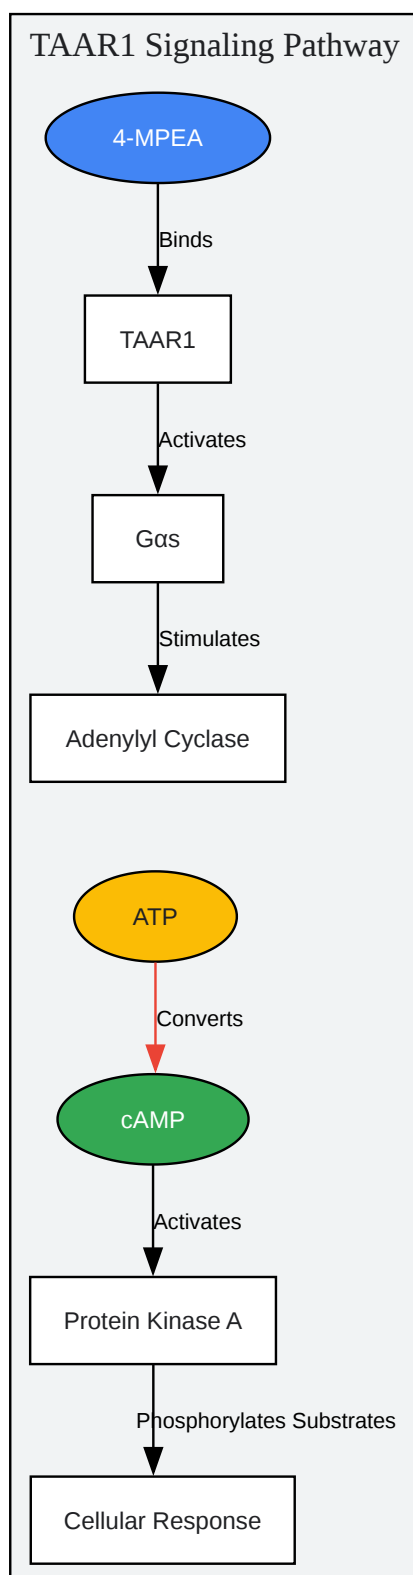 TAAR1 Signaling Pathway
4-MPEA
Binds
TAAR1
Activates
Gαs
Stimulates
Adenylyl Cyclase
ATP
Converts
cAMP
Activates
Protein Kinase A
Phosphorylates Substrates
Cellular Response